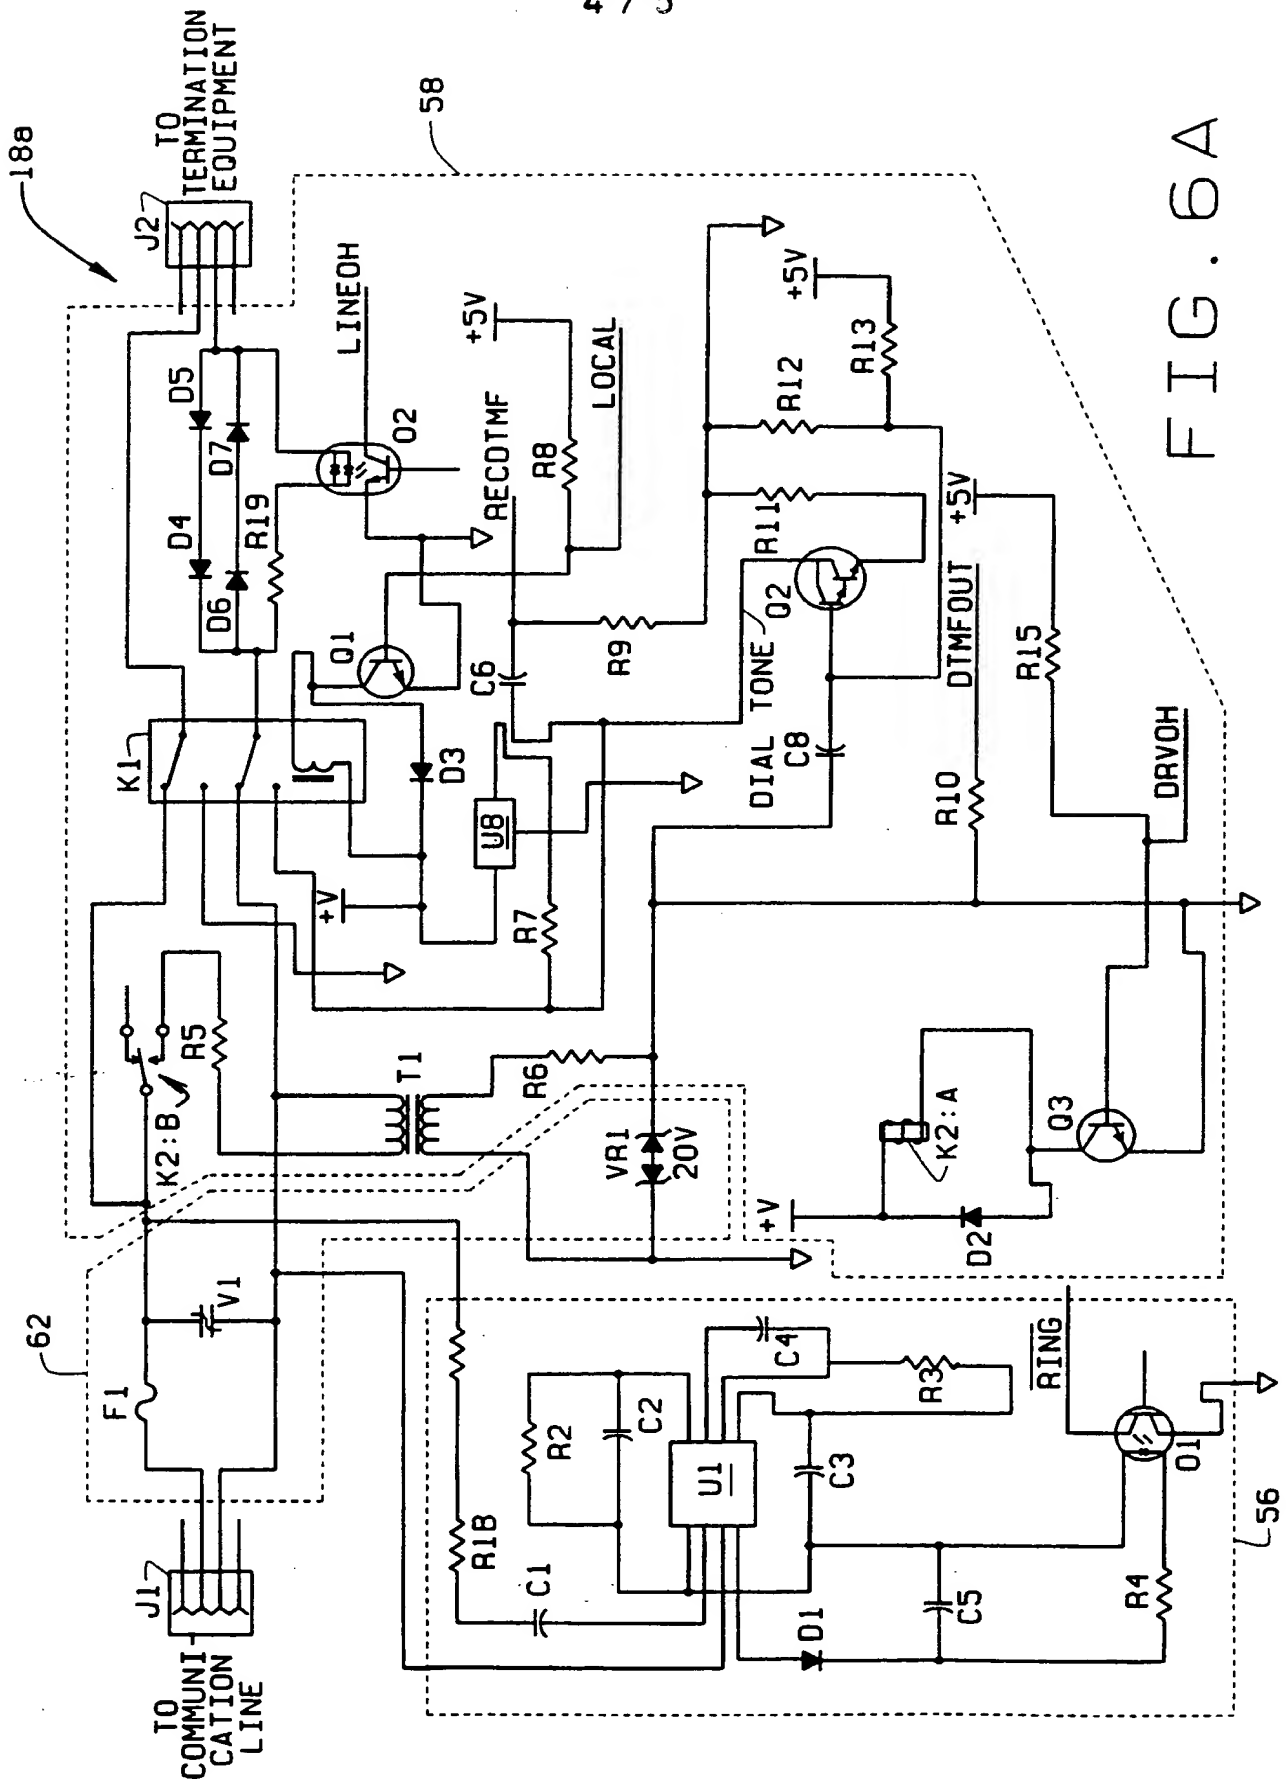 4 / 5
18a
TO
TERMINATION
EQUIPMENT
J2
58
62
K1
D4
D5
D6
D7
R19
LINEOH
O2
+5V
RECDTMF
R8
LOCAL
Q1
C6
R9
D3
U8
+V
R7
K2:B
R5
T1
R6
VR1
20V
F1
V1
J1
TO
COMMUNI-
CATION
LINE
DIAL TONE
Q2
C8
R11
R12
R13
+5V
+5V
DTMFOUT
R10
R15
DRVOH
K2:A
Q3
+V
D2
R1B
C1
R2
C2
U1
C4
R3
C3
D1
C5
R4
RING
O1
56
FIG. 6A